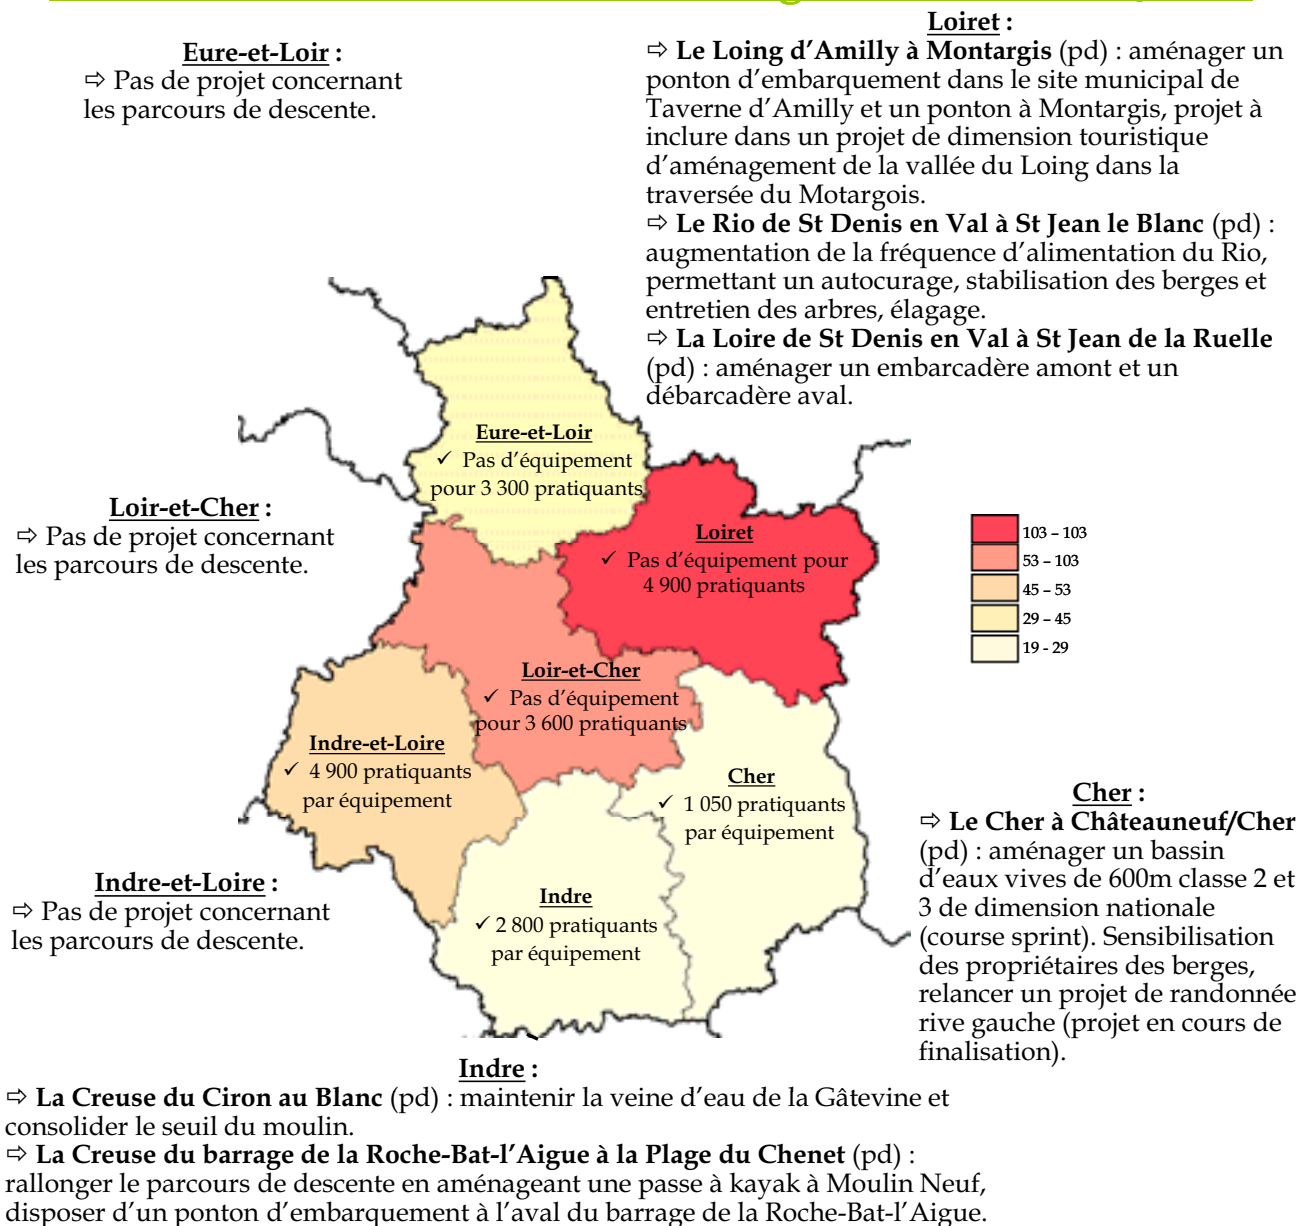 Eure-et-Loir :
⇨ Pas de projet concernant
les parcours de descente.
Loiret :
⇨ Le Loing d’Amilly à Montargis (pd) : aménager un
ponton d’embarquement dans le site municipal de
Taverne d’Amilly et un ponton à Montargis, projet à
inclure dans un projet de dimension touristique
d’aménagement de la vallée du Loing dans la
traversée du Motargois.
⇨ Le Rio de St Denis en Val à St Jean le Blanc (pd) :
augmentation de la fréquence d’alimentation du Rio,
permettant un autocurage, stabilisation des berges et
entretien des arbres, élagage.
⇨ La Loire de St Denis en Val à St Jean de la Ruelle
(pd) : aménager un embarcadère amont et un
débarcadère aval.
Eure-et-Loir
✓ Pas d’équipement
pour 3 300 pratiquants
Loir-et-Cher :
⇨ Pas de projet concernant
les parcours de descente.
Loiret
✓ Pas d’équipement pour
4 900 pratiquants
103 – 103
53 – 103
45 – 53
29 – 45
19 - 29
Loir-et-Cher
✓ Pas d’équipement
pour 3 600 pratiquants
Indre-et-Loire
✓ 4 900 pratiquants
par équipement
Cher
✓ 1 050 pratiquants
par équipement
Cher :
⇨ Le Cher à Châteauneuf/Cher
(pd) : aménager un bassin
d’eaux vives de 600m classe 2 et
3 de dimension nationale
(course sprint). Sensibilisation
des propriétaires des berges,
relancer un projet de randonnée
rive gauche (projet en cours de
finalisation).
Indre-et-Loire :
⇨ Pas de projet concernant
les parcours de descente.
Indre
✓ 2 800 pratiquants
par équipement
Indre :
⇨ La Creuse du Ciron au Blanc (pd) : maintenir la veine d’eau de la Gâtevine et
consolider le seuil du moulin.
⇨ La Creuse du barrage de la Roche-Bat-l’Aigue à la Plage du Chenet (pd) :
rallonger le parcours de descente en aménageant une passe à kayak à Moulin Neuf,
disposer d’un ponton d’embarquement à l’aval du barrage de la Roche-Bat-l’Aigue.